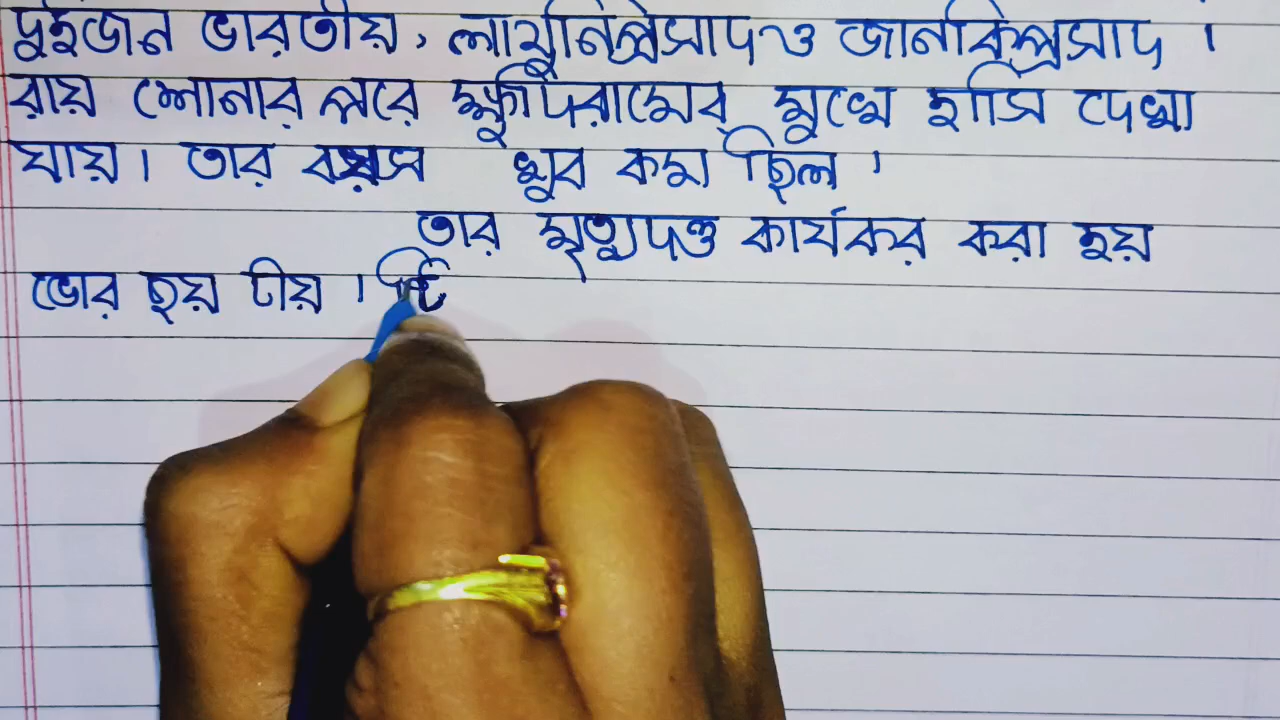 দুইজন ভারতীয়, লাথুনিপ্রসাদ ও জানকিপ্রসাদ ।
রায় শোনার পরে ক্ষুদিরামের মুখে হাসি দেখা
যায়। তার বয়স খুব কম ছিল ।
তার মৃত্যুদণ্ড কার্যকর করা হয়
ভোর ছয় টায় ।